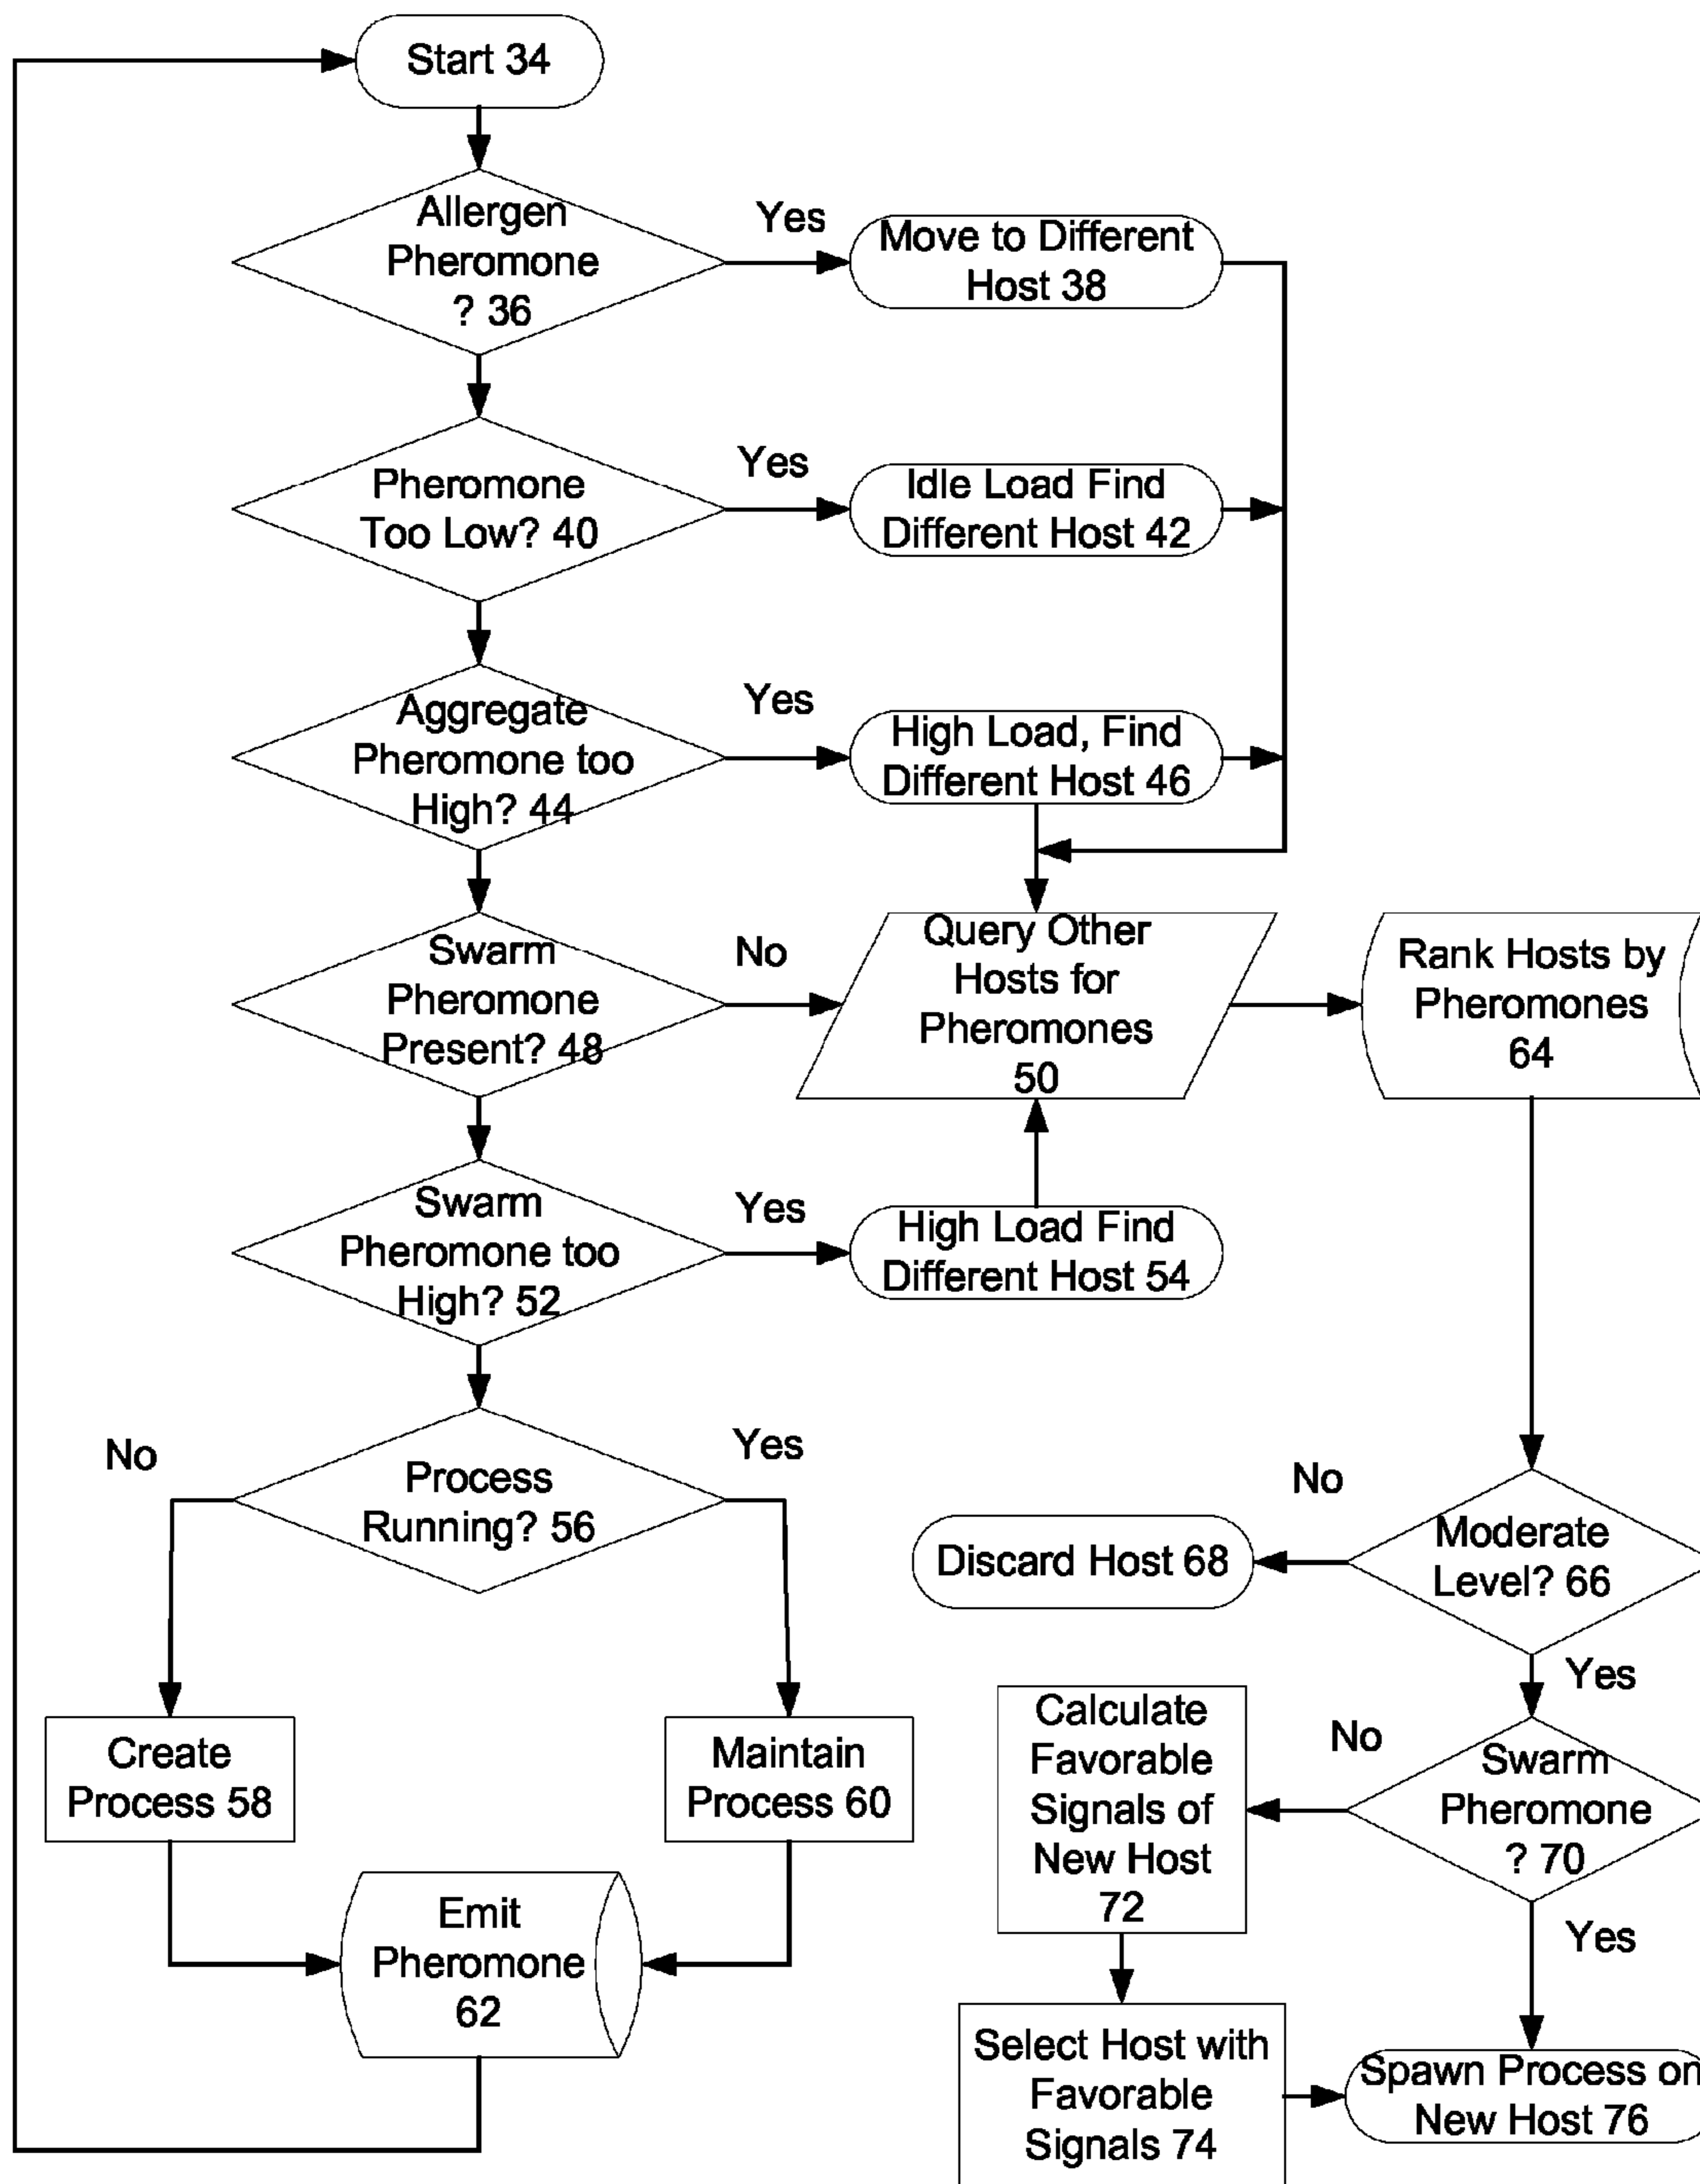 Start 34
Allergen
Pheromone
? 36
Yes
Move to Different
Host 38
Pheromone
Too Low? 40
Yes
Idle Load Find
Different Host 42
Aggregate
Pheromone too
High? 44
Yes
High Load, Find
Different Host 46
Swarm
Pheromone
Present? 48
No
Query Other
Hosts for
Pheromones
50
Rank Hosts by
Pheromones
64
Swarm
Pheromone too
High? 52
Yes
High Load Find
Different Host 54
Process
Running? 56
No
Yes
Create
Process 58
Maintain
Process 60
Emit
Pheromone
62
Moderate
Level? 66
No
Discard Host 68
Yes
Swarm
Pheromone
? 70
No
Calculate
Favorable
Signals of
New Host
72
Yes
Select Host with
Favorable
Signals 74
Spawn Process on
New Host 76